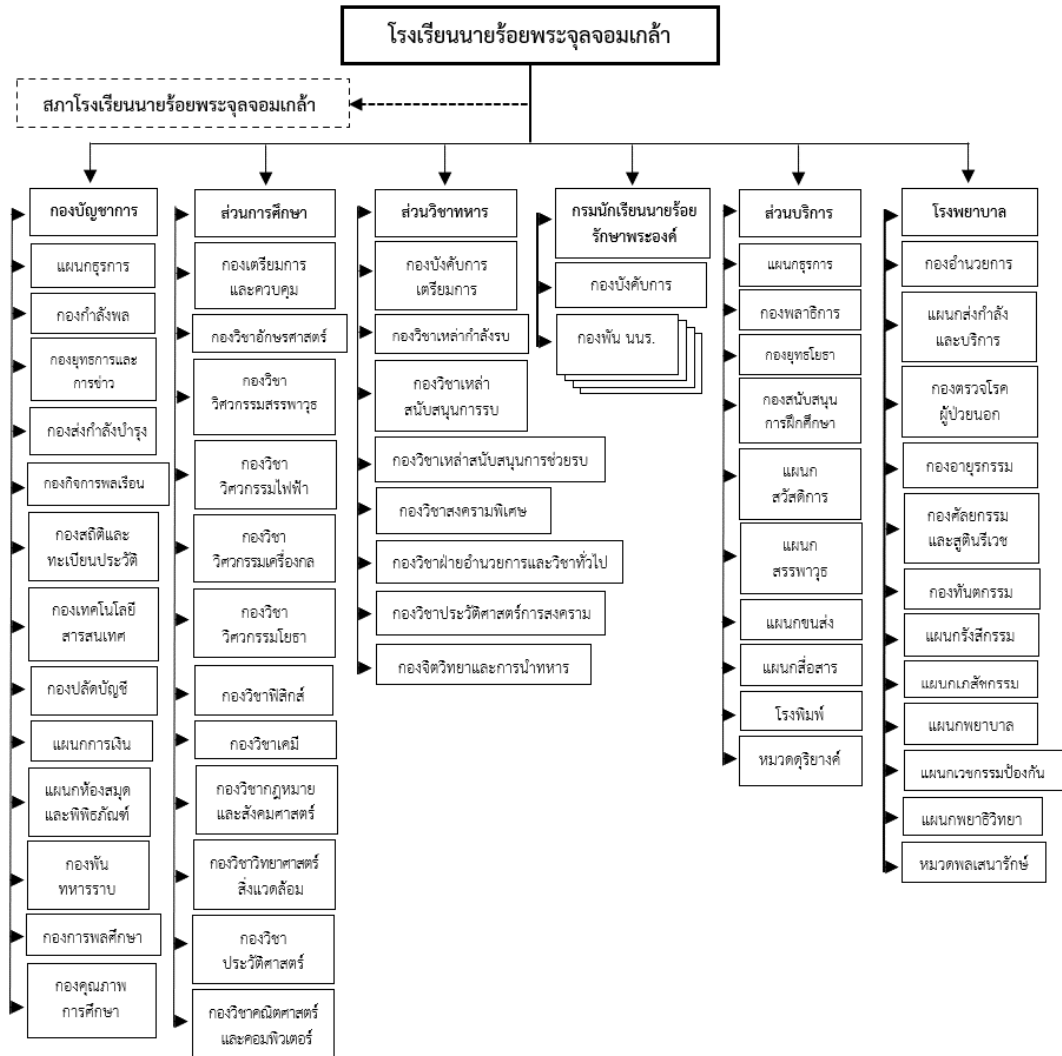 โรงเรียนนายร้อยพระจุลจอมเกล้า
สภาโรงเรียนนายร้อยพระจุลจอมเกล้า
กองบัญชาการ
แผนกธุรการ
กองกำลังพล
กองยุทธการและ
การข่าว
กองส่งกำลังบำรุง
กองกิจการพลเรือน
กองสถิติและ
ทะเบียนประวัติ
กองเทคโนโลยี
สารสนเทศ
กองปลัดบัญชี
แผนกการเงิน
แผนกห้องสมุด
และพิพิธภัณฑ์
กองพัน
ทหารราบ
กองการพลศึกษา
กองคุณภาพ
การศึกษา
ส่วนการศึกษา
กองเตรียมการ
และควบคุม
กองวิชาอักษรศาสตร์
กองวิชา
วิศวกรรมสรรพาวุธ
กองวิชา
วิศวกรรมไฟฟ้า
กองวิชา
วิศวกรรมเครื่องกล
กองวิชา
วิศวกรรมโยธา
กองวิชาฟิสิกส์
กองวิชาเคมี
กองวิชากฎหมาย
และสังคมศาสตร์
กองวิชาวิทยาศาสตร์
สิ่งแวดล้อม
กองวิชา
ประวัติศาสตร์
กองวิชาคณิตศาสตร์
และคอมพิวเตอร์
ส่วนวิชาทหาร
กองบังคับการ
เตรียมการ
กองวิชาเหล่ากำลังรบ
กองวิชาเหล่า
สนับสนุนการรบ
กองวิชาเหล่าสนับสนุนการช่วยรบ
กองวิชาสงครามพิเศษ
กองวิชาฝ่ายอำนวยการและวิชาทั่วไป
กองวิชาประวัติศาสตร์การสงคราม
กองจิตวิทยาและการนำทหาร
กรมนักเรียนนายร้อย
รักษาพระองค์
กองบังคับการ
กองพัน นนร.
ส่วนบริการ
แผนกธุรการ
กองพลาธิการ
กองยุทธโยธา
กองสนับสนุน
การฝึกศึกษา
แผนก
สวัสดิการ
แผนก
สรรพาวุธ
แผนกขนส่ง
แผนกสื่อสาร
โรงพิมพ์
หมวดดุริยางค์
โรงพยาบาล
กองอำนวยการ
แผนกส่งกำลัง
และบริการ
กองตรวจโรค
ผู้ป่วยนอก
กองอายุรกรรม
กองศัลยกรรม
และสูตินรีเวช
กองทันตกรรม
แผนกรังสีกรรม
แผนกเภสัชกรรม
แผนกพยาบาล
แผนกเวชกรรมป้องกัน
แผนกพยาธิวิทยา
หมวดพลเสนารักษ์